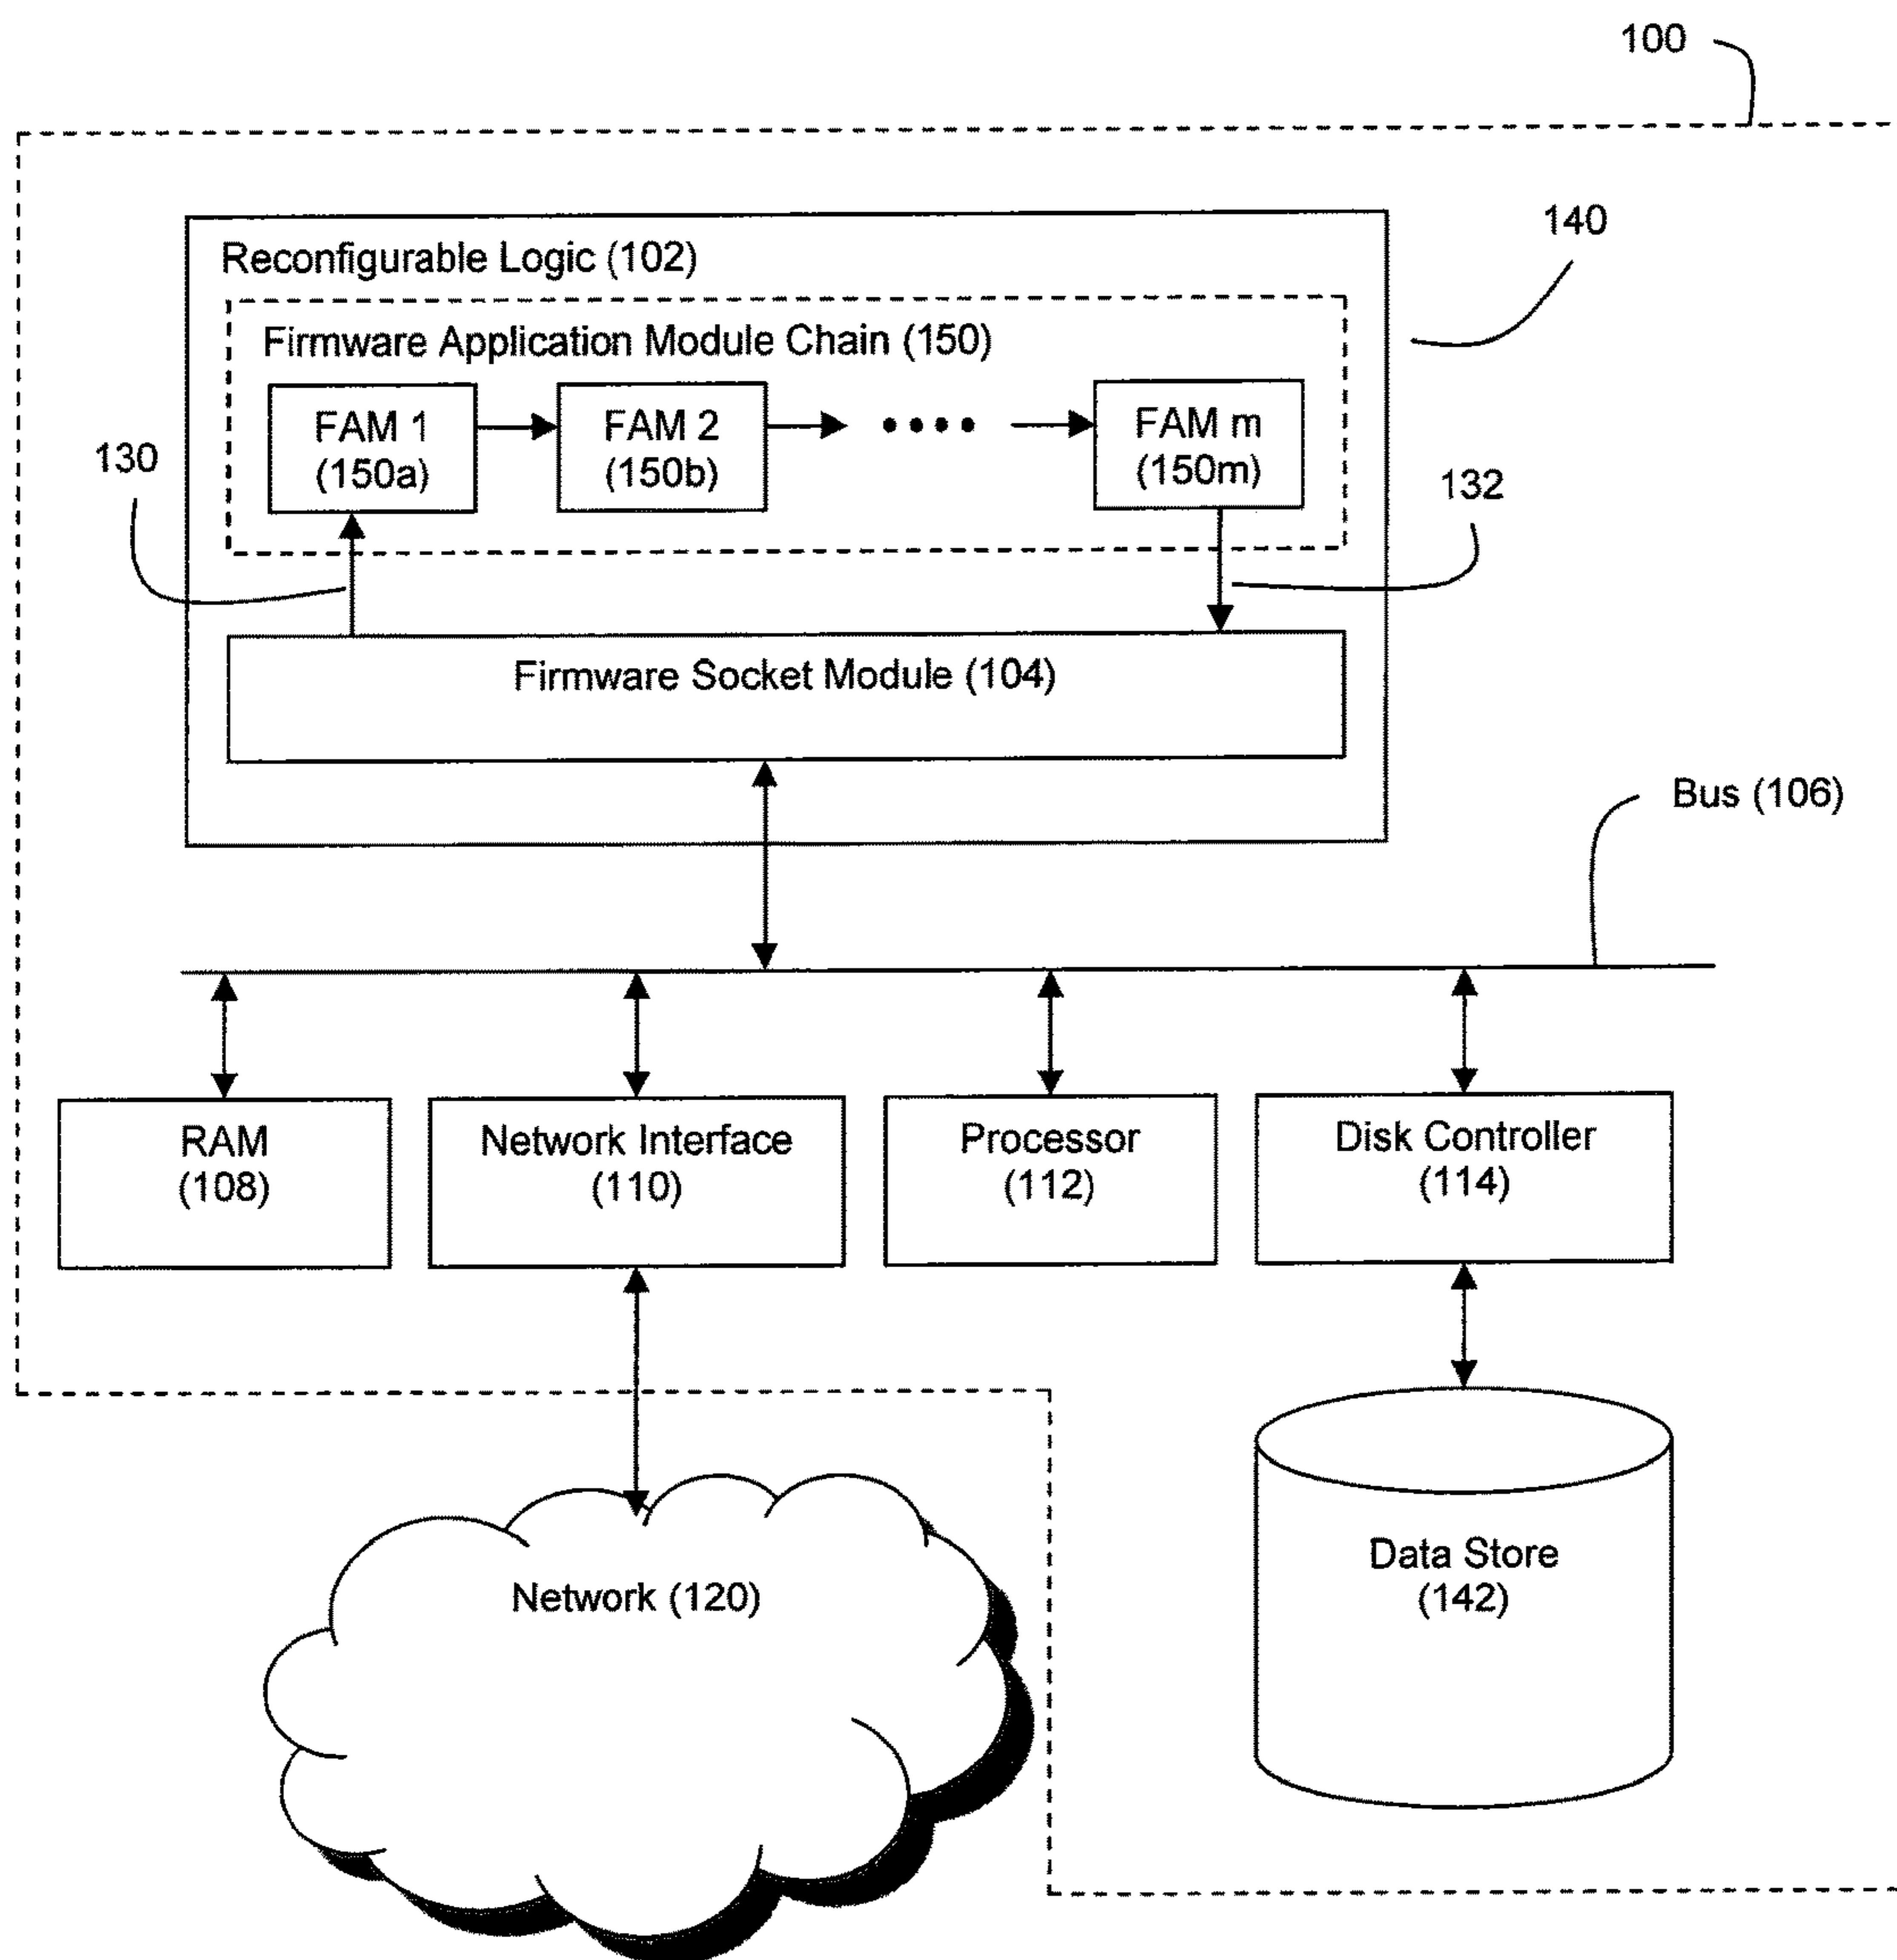 100
140
Reconfigurable Logic (102)
Firmware Application Module Chain (150)
FAM 1
(150a)
FAM 2
(150b)
FAM m
(150m)
130
132
Firmware Socket Module (104)
Bus (106)
RAM
(108)
Network Interface
(110)
Processor
(112)
Disk Controller
(114)
Data Store
(142)
Network (120)